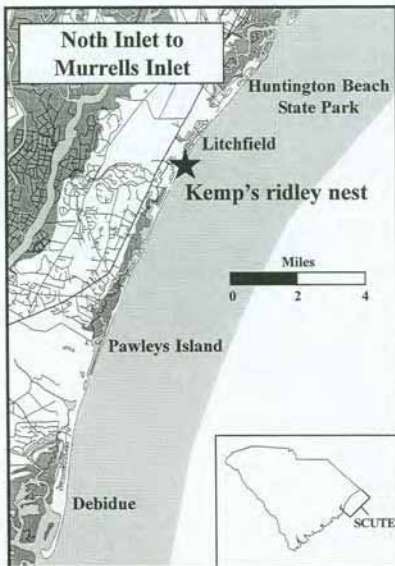 Noth Inlet to
Murrells Inlet
Huntington Beach
State Park
Litchfield
Kemp's ridley nest
Miles
0 2 4
Pawleys Island
Debidue
SCUTE